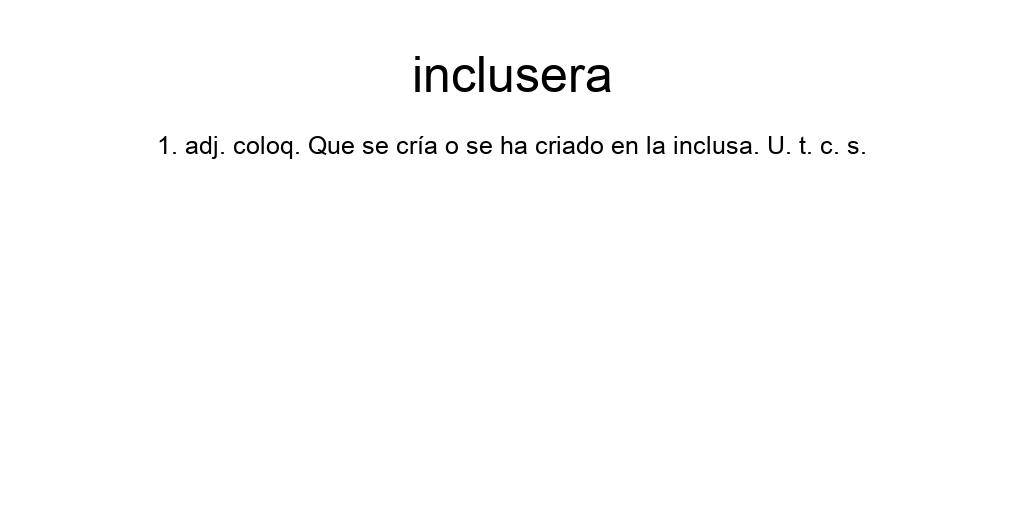 inclusera
1. adj. coloq. Que se cría o se ha criado en la inclusa. U. t. c. s.